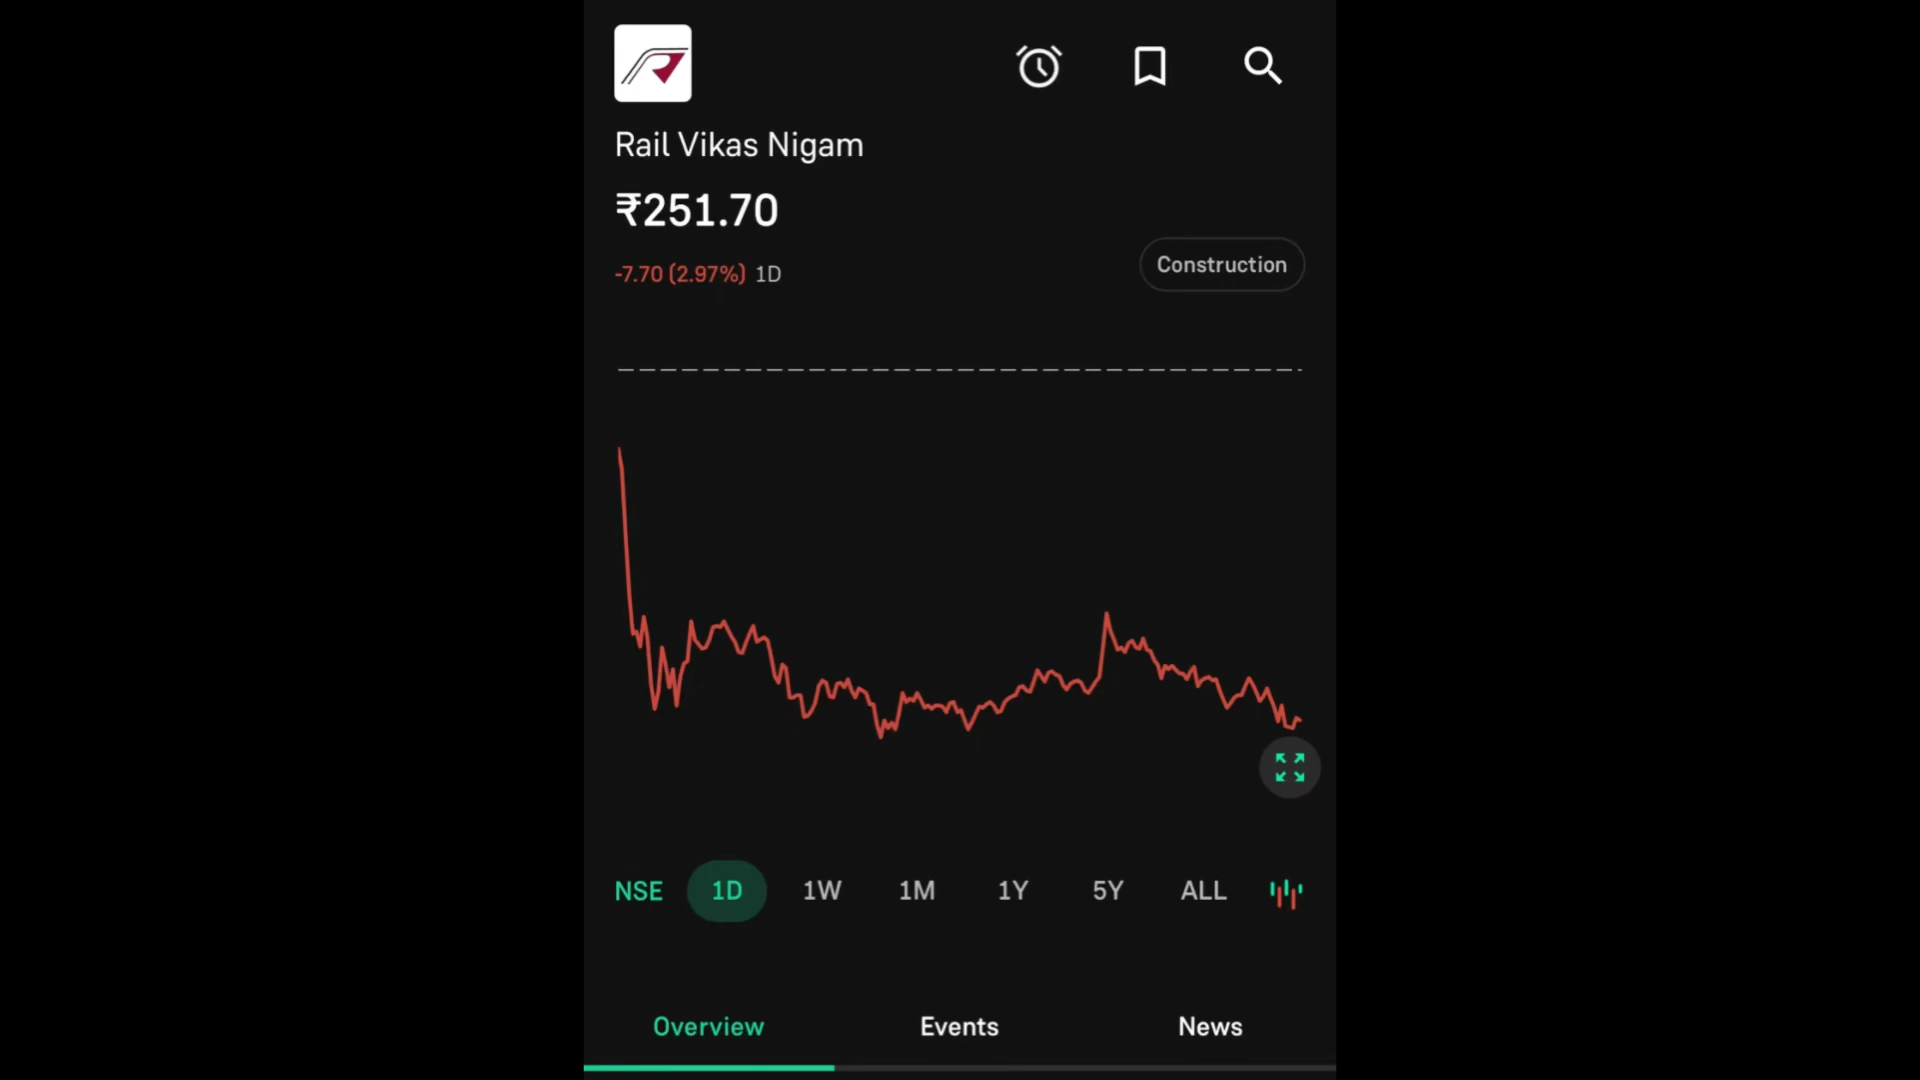 Rail Vikas Nigam
₹251.70
-7.70 (2.97%) 1D
Construction
NSE 1D 1W 1M 1Y 5Y ALL
Overview Events News